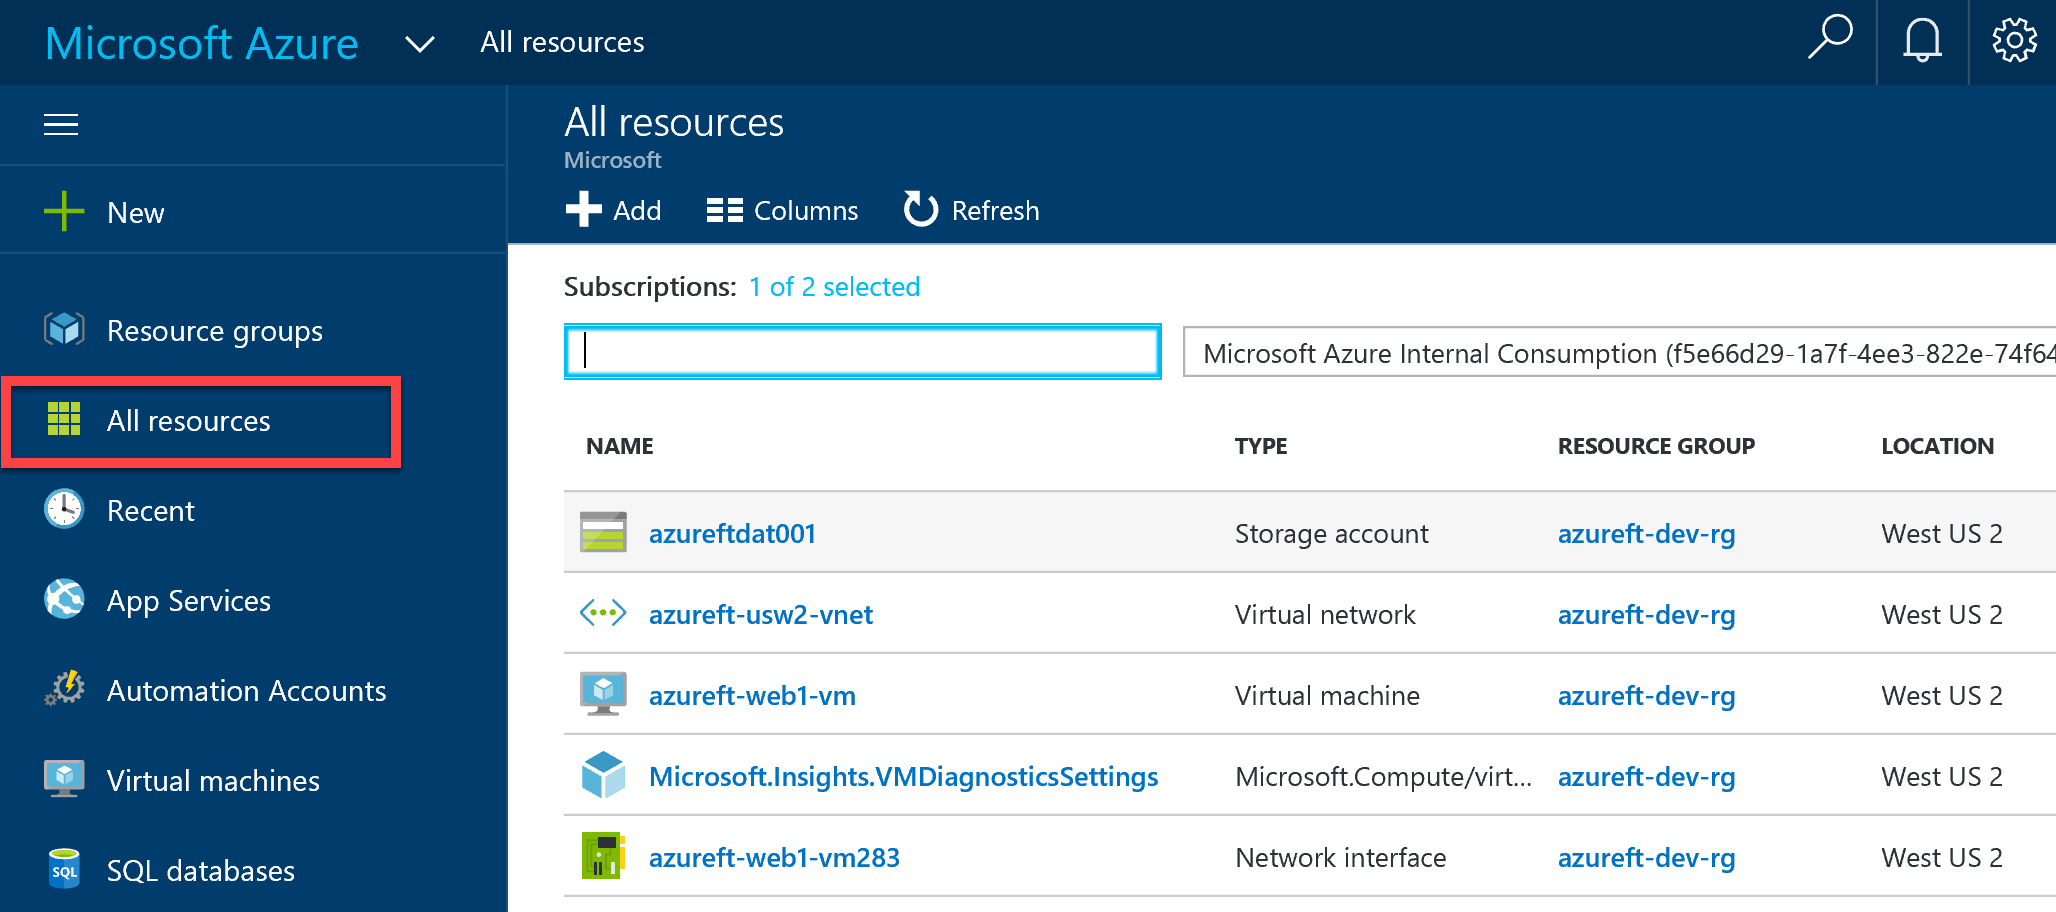 Microsoft Azure All resources
New
Resource groups
All resources
Recent
App Services
Automation Accounts
Virtual machines
SQL
SQL databases
All resources
Microsoft
Add Columns Refresh
Subscriptions: 1 of 2 selected
Microsoft Azure Internal Consumption (f5e66d29-1a7f-4ee3-822e-74f64
NAME TYPE RESOURCE GROUP LOCATION
azureftdat001 Storage account azureft-dev-rg West US 2
azureft-usw2-vnet Virtual network azureft-dev-rg West US 2
azureft-web1-vm Virtual machine azureft-dev-rg West US 2
Microsoft.Insights.VMDiagnosticsSettings Microsoft.Compute/virt... azureft-dev-rg West US 2
azureft-web1-vm283 Network interface azureft-dev-rg West US 2